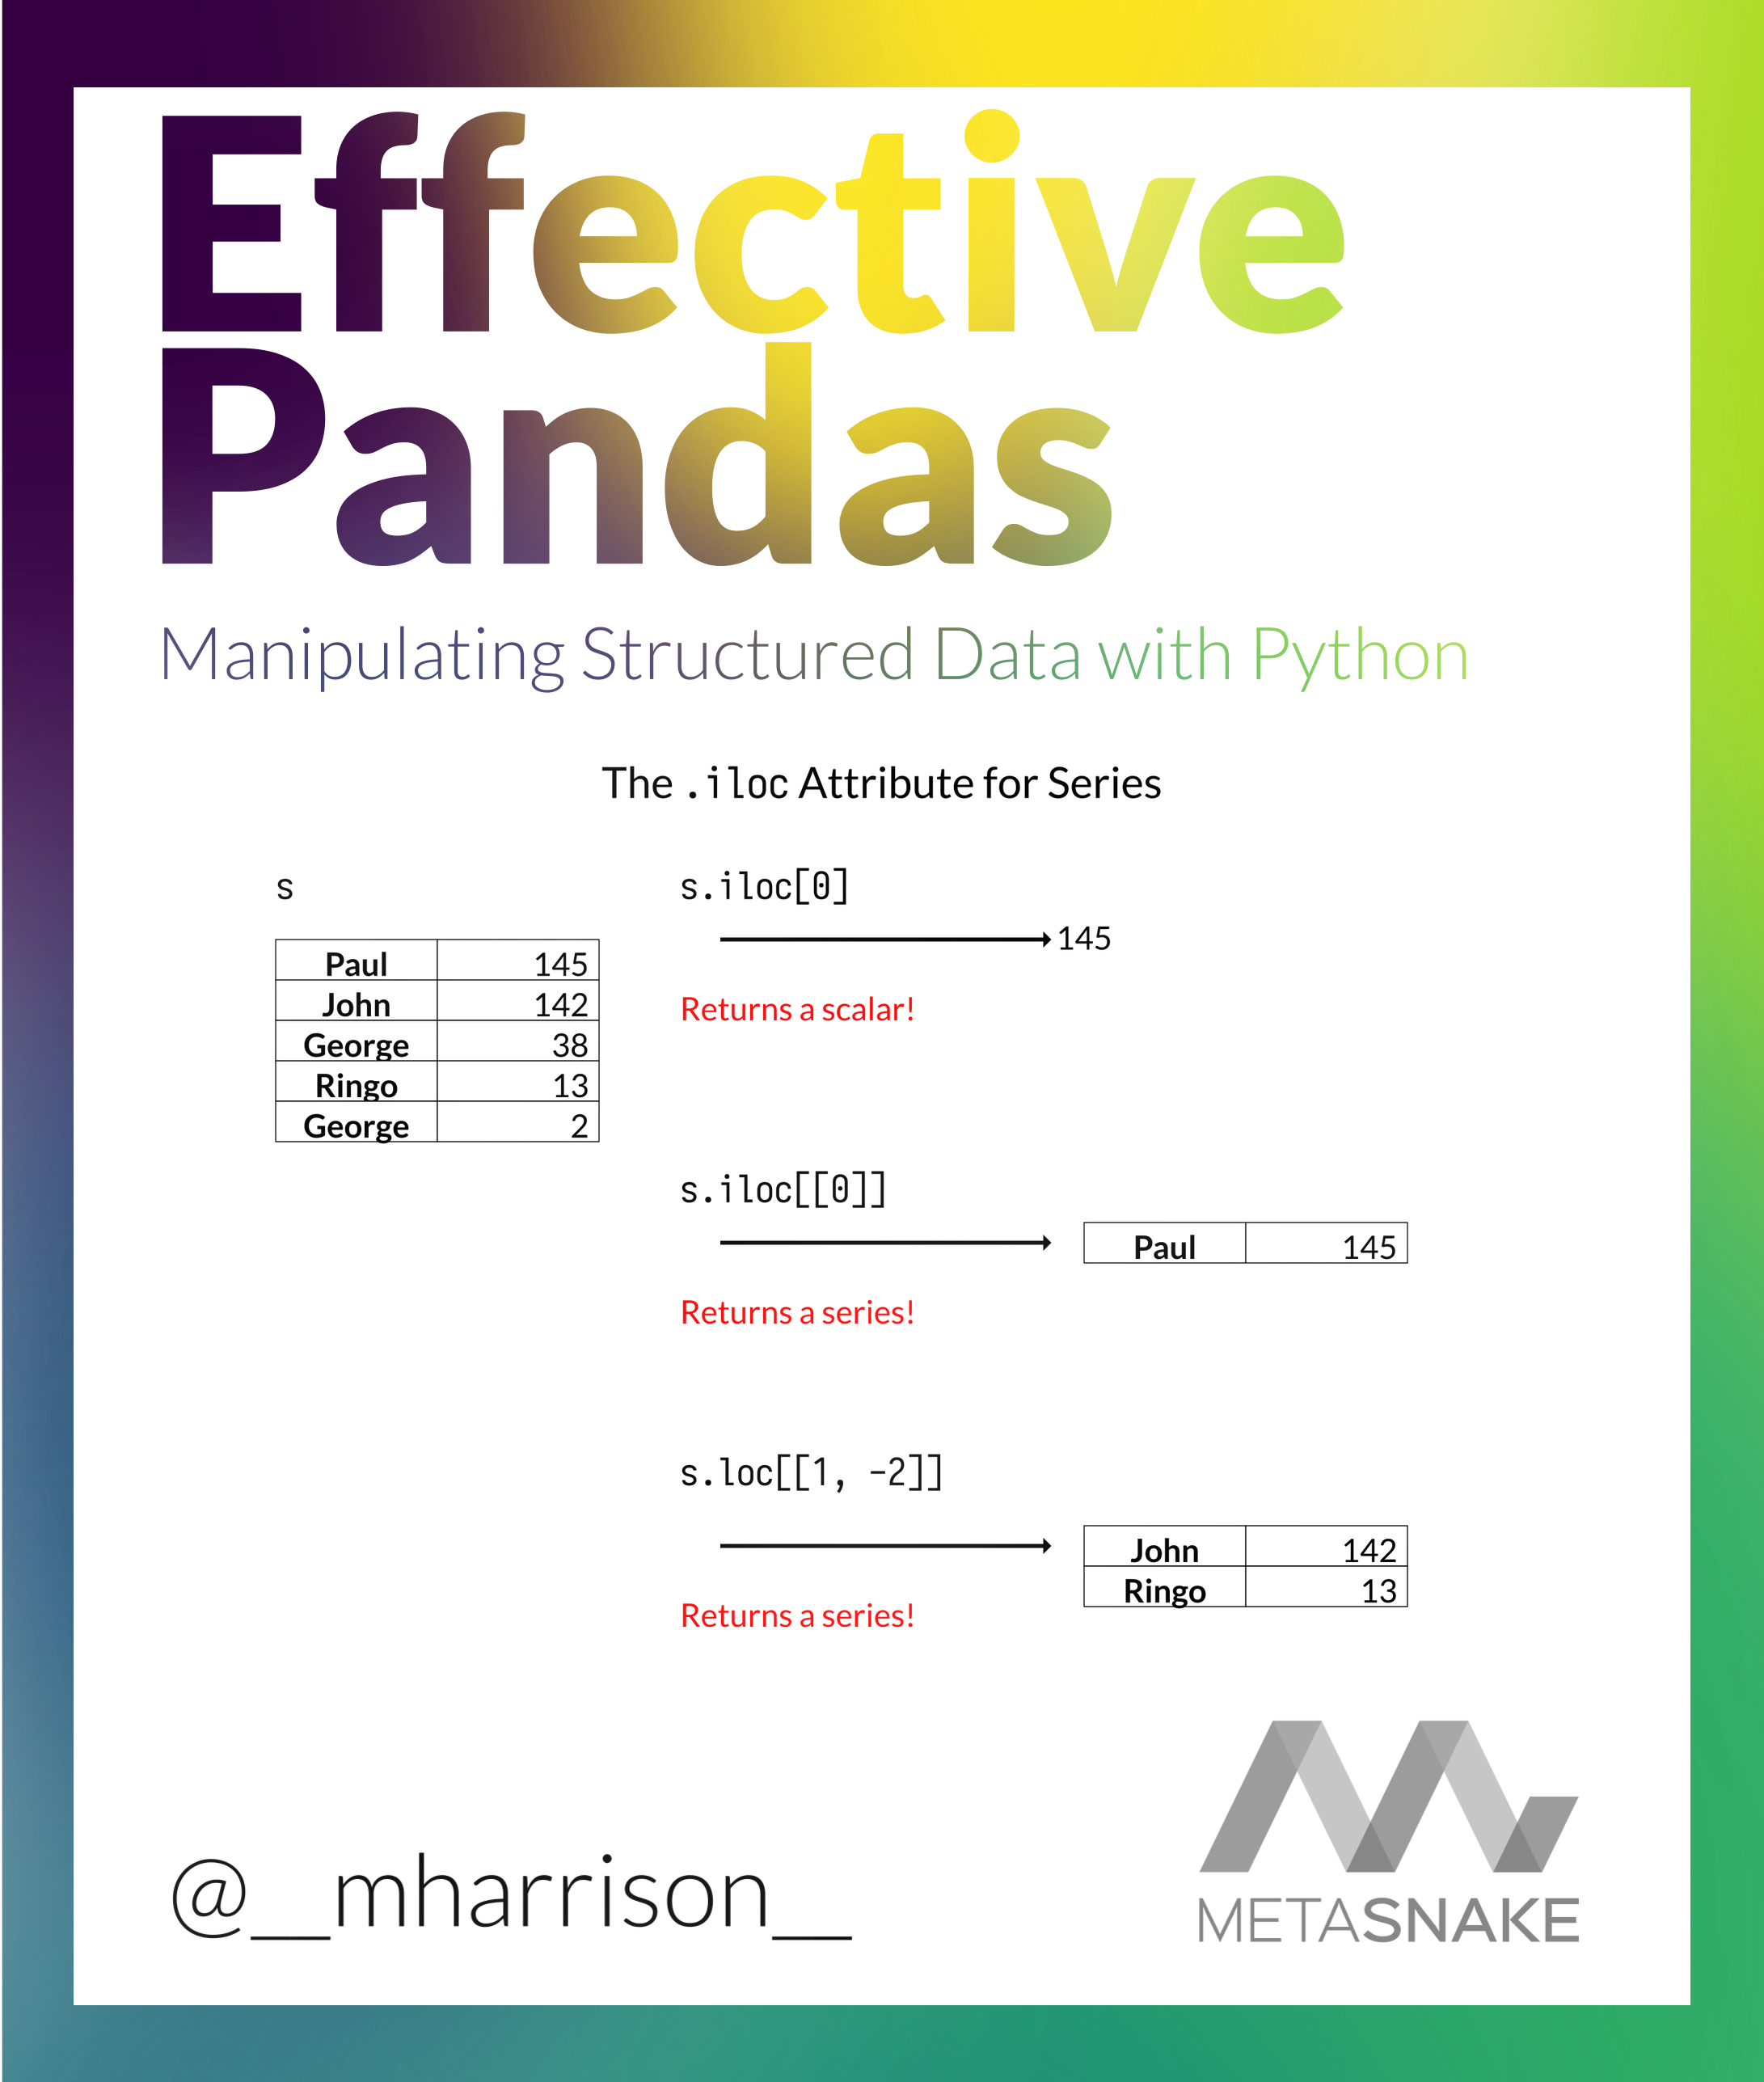 Effective
Pandas
Manipulating Structured Data with Python
The .iloc Attribute for Series
s
Paul 145
John 142
George 38
Ringo 13
George 2
s.iloc[0]
145
Returns a scalar!
s.iloc[[0]]
Paul 145
Returns a series!
s.loc[[1, -2]]
John 142
Ringo 13
Returns a series!
@__mharrison__
METASNAKE